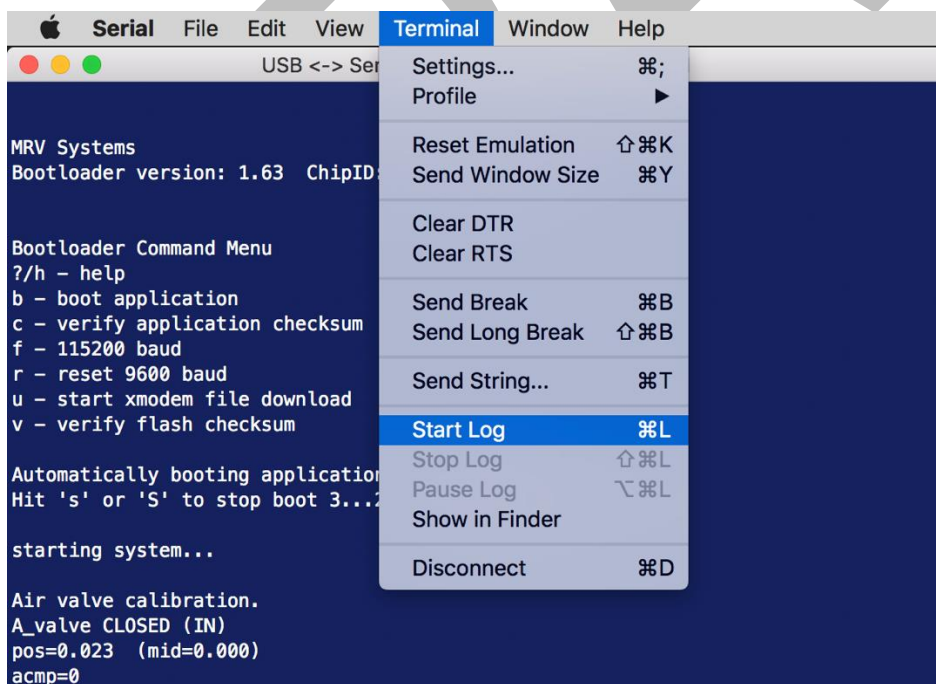 Serial File Edit View Terminal Window Help
USB <-> Ser
Settings... ⌘;
Profile ▶
Reset Emulation ⇧⌘K
Send Window Size ⌘Y
Clear DTR
Clear RTS
Send Break ⌘B
Send Long Break ⇧⌘B
Send String... ⌘T
Start Log ⌘L
Stop Log ⇧⌘L
Pause Log ⌥⌘L
Show in Finder
Disconnect ⌘D
MRV Systems
Bootloader version: 1.63 ChipID:
Bootloader Command Menu
?/h – help
b – boot application
c – verify application checksum
f – 115200 baud
r – reset 9600 baud
u – start xmodem file download
v – verify flash checksum
Automatically booting application
Hit 's' or 'S' to stop boot 3...2
starting system...
Air valve calibration.
A_valve CLOSED (IN)
pos=0.023 (mid=0.000)
acmp=0